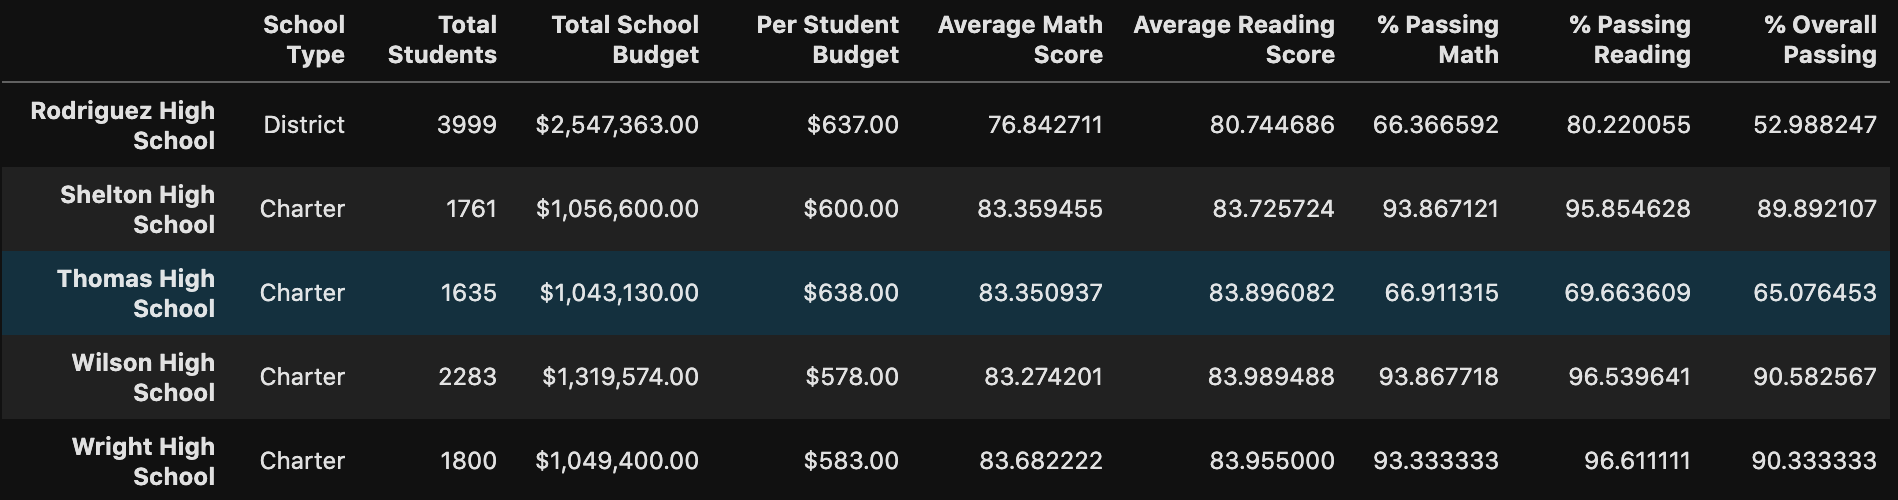 School Type Total Students Total School Budget Per Student Budget Average Math Score Average Reading Score % Passing Math % Passing Reading % Overall Passing
Rodriguez High School District 3999 $2,547,363.00 $637.00 76.842711 80.744686 66.366592 80.220055 52.988247
Shelton High School Charter 1761 $1,056,600.00 $600.00 83.359455 83.725724 93.867121 95.854628 89.892107
Thomas High School Charter 1635 $1,043,130.00 $638.00 83.350937 83.896082 66.911315 69.663609 65.076453
Wilson High School Charter 2283 $1,319,574.00 $578.00 83.274201 83.989488 93.867718 96.539641 90.582567
Wright High School Charter 1800 $1,049,400.00 $583.00 83.682222 83.955000 93.333333 96.611111 90.333333